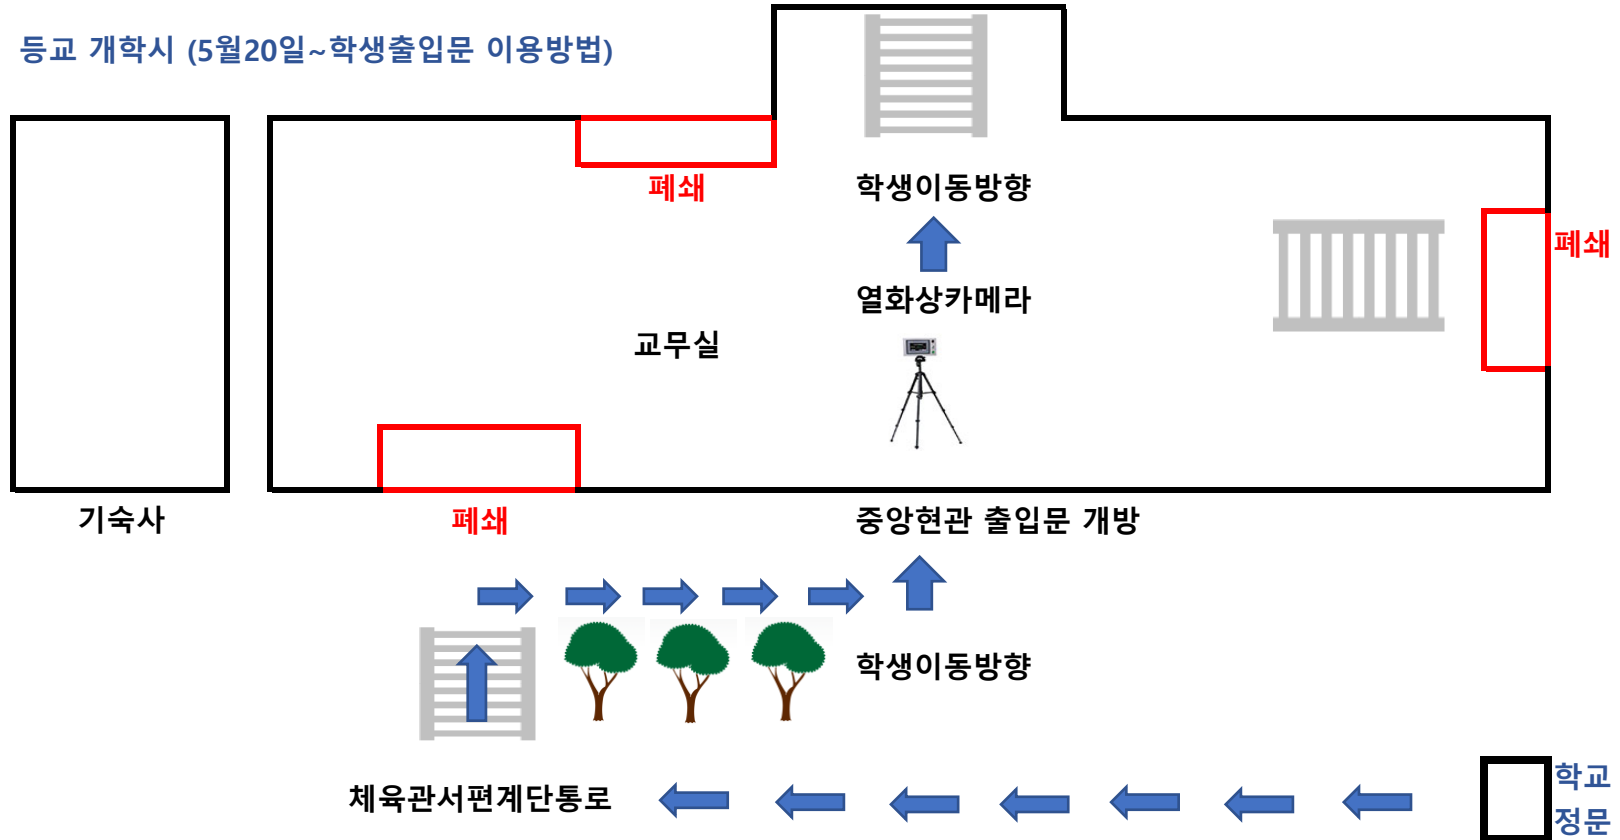 등교 개학시 (5월20일~학생출입문 이용방법)
폐쇄
학생이동방향
폐쇄
열화상카메라
교무실
기숙사
폐쇄
중앙현관 출입문 개방
학생이동방향
체육관서편계단통로
학교
정문